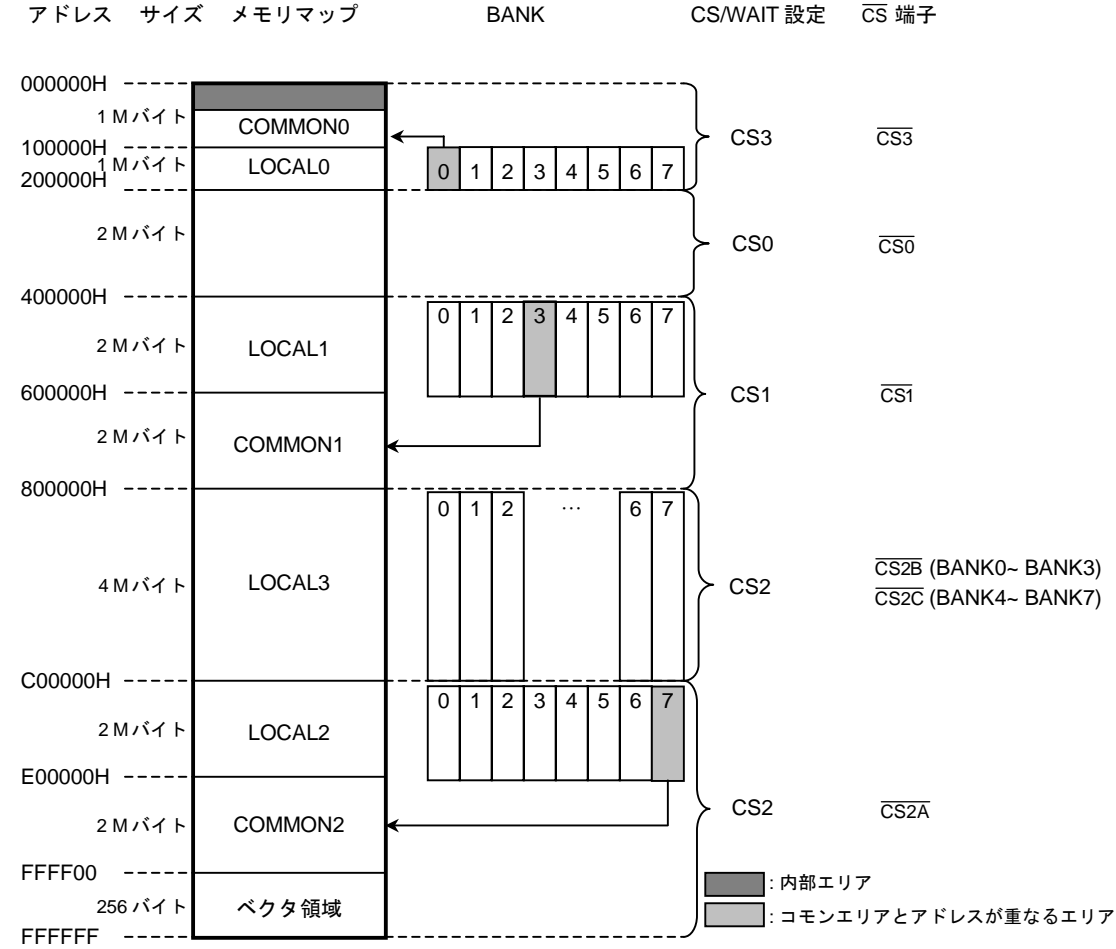 アドレス サイズ メモリマップ BANK CS/WAIT 設定 CS 端子
000000H
1 M バイト COMMON0 CS3 CS3
100000H
1 M バイト LOCAL0 0 1 2 3 4 5 6 7
200000H
2 M バイト CS0 CS0
400000H
0 1 2 3 4 5 6 7
2 M バイト LOCAL1
600000H CS1 CS1
2 M バイト COMMON1
800000H
0 1 2 … 6 7
4 M バイト LOCAL3 CS2 CS2B (BANK0~ BANK3)
CS2C (BANK4~ BANK7)
C00000H
0 1 2 3 4 5 6 7
2 M バイト LOCAL2
E00000H
2 M バイト COMMON2 CS2 CS2A
FFFF00
: 内部エリア
256 バイト ベクタ領域
: コモンエリアとアドレスが重なるエリア
FFFFFF